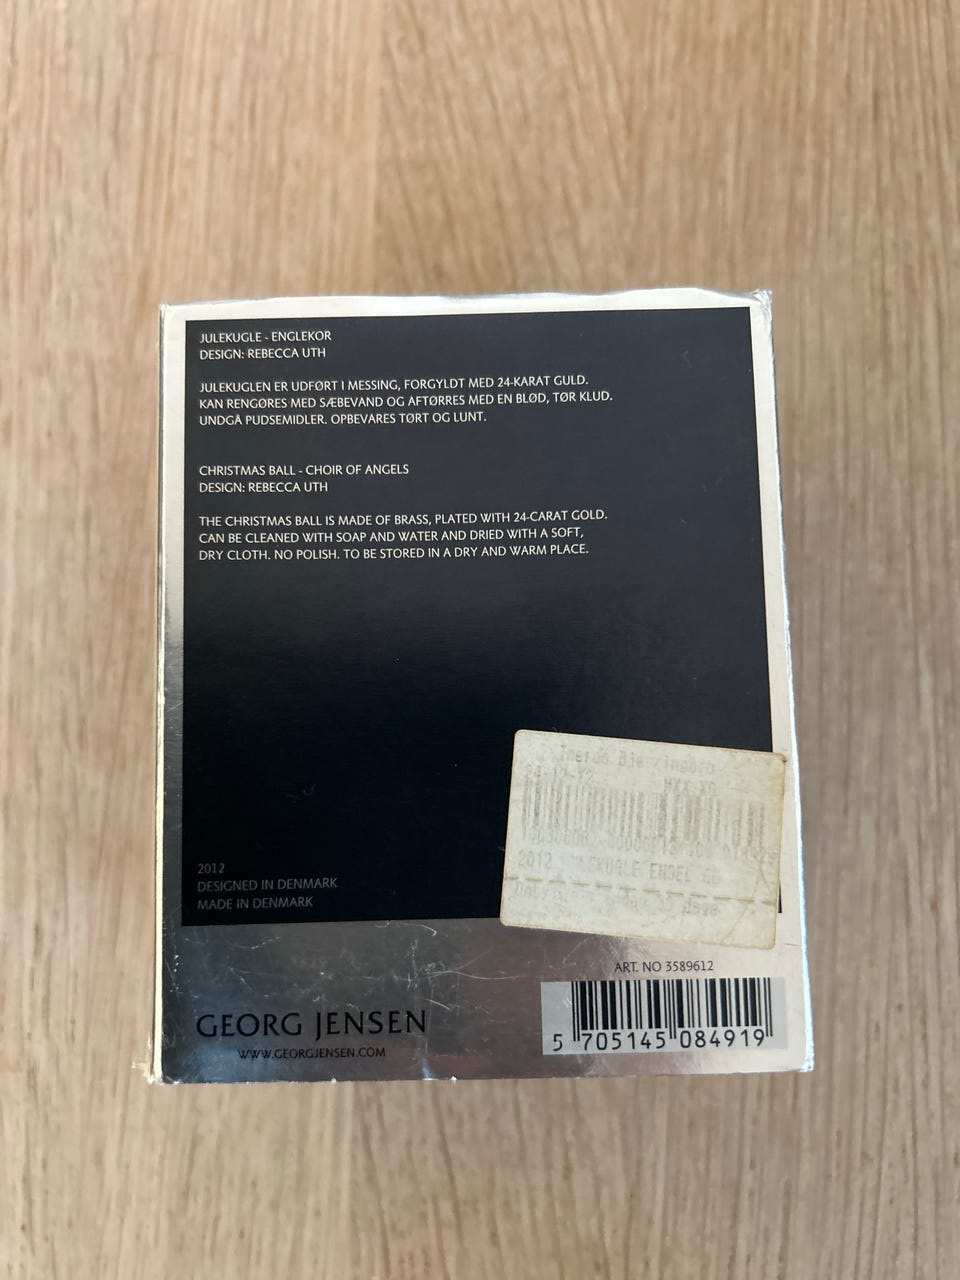 JULEKUGLE - ENGLEKOR
DESIGN: REBECCA UTH
JULEKUGLEN ER UDFØRT I MESSING, FORGYLDT MED 24-KARAT GULD.
KAN RENGØRES MED SÆBEVAND OG AFTØRRES MED EN BLØD, TØR KLUD.
UNDGÅ PUDSEMIDLER. OPBEVARES TØRT OG LUNT.
CHRISTMAS BALL - CHOIR OF ANGELS
DESIGN: REBECCA UTH
THE CHRISTMAS BALL IS MADE OF BRASS, PLATED WITH 24-CARAT GOLD.
CAN BE CLEANED WITH SOAP AND WATER AND DRIED WITH A SOFT,
DRY CLOTH. NO POLISH. TO BE STORED IN A DRY AND WARM PLACE.
2012 JULEKUGLE ENGEL
2012
DESIGNED IN DENMARK
MADE IN DENMARK
ART. NO 3589612
5 705145 084919
GEORG JENSEN
WWW.GEORGJENSEN.COM